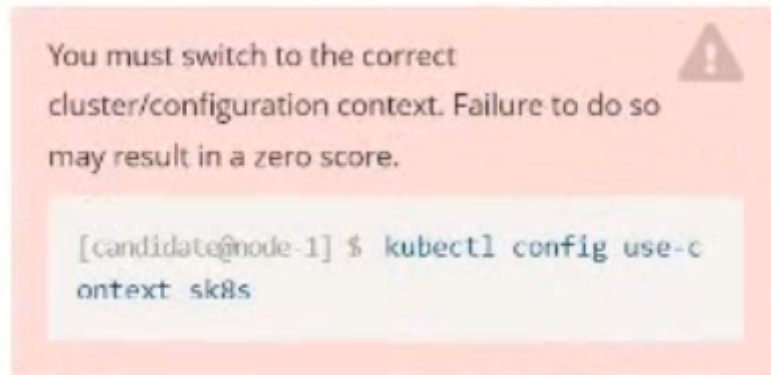 You must switch to the correct
cluster/configuration context. Failure to do so
may result in a zero score.
[candidate@node-1] $ kubectl config use-c
ontext sk8s